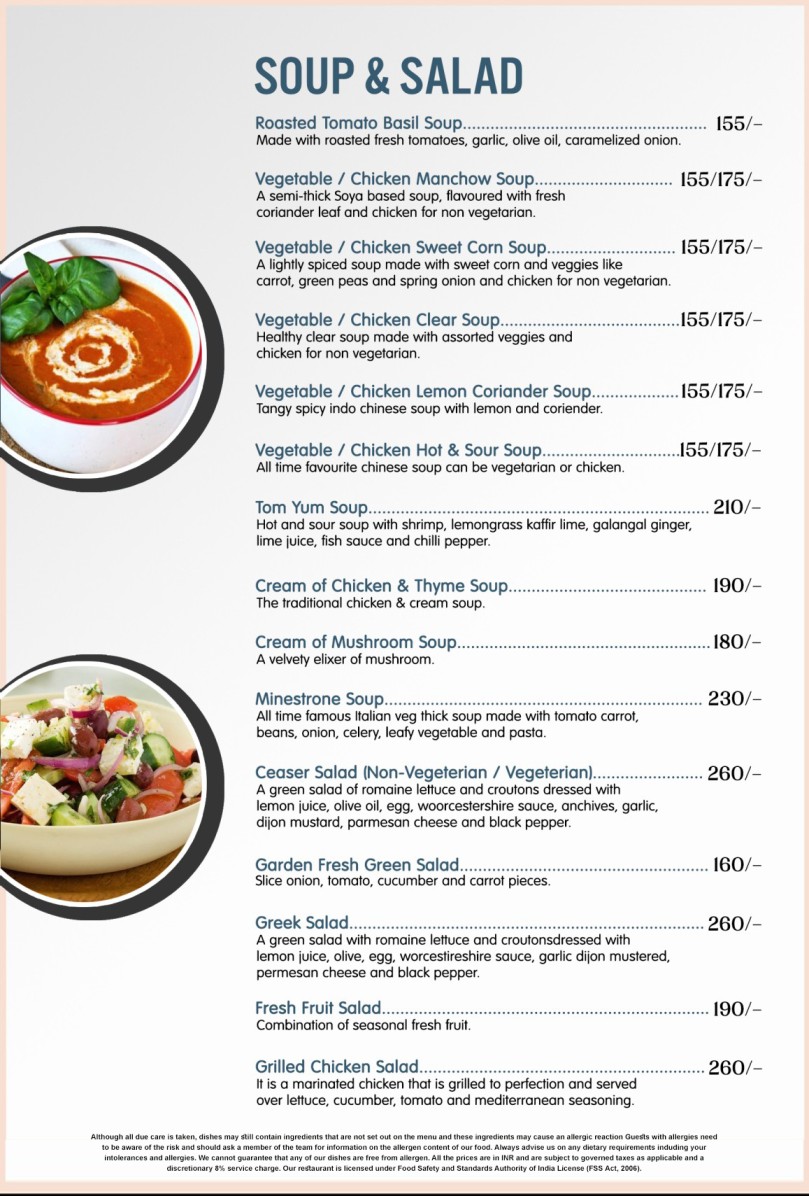 SOUP & SALAD
Roasted Tomato Basil Soup..................................................... 155/-
Made with roasted fresh tomatoes, garlic, olive oil, caramelized onion.
Vegetable / Chicken Manchow Soup.............................. 155/175/-
A semi-thick Soya based soup, flavoured with fresh
coriander leaf and chicken for non vegetarian.
Vegetable / Chicken Sweet Corn Soup............................ 155/175/-
A lightly spiced soup made with sweet corn and veggies like
carrot, green peas and spring onion and chicken for non vegetarian.
Vegetable / Chicken Clear Soup.......................................155/175/-
Healthy clear soup made with assorted veggies and
chicken for non vegetarian.
Vegetable / Chicken Lemon Coriander Soup...................155/175/-
Tangy spicy indo chinese soup with lemon and coriender.
Vegetable / Chicken Hot & Sour Soup..............................155/175/-
All time favourite chinese soup can be vegetarian or chicken.
Tom Yum Soup.......................................................................... 210/-
Hot and sour soup with shrimp, lemongrass kaffir lime, galangal ginger,
lime juice, fish sauce and chilli pepper.
Cream of Chicken & Thyme Soup........................................... 190/-
The traditional chicken & cream soup.
Cream of Mushroom Soup.......................................................180/-
A velvety elixer of mushroom.
Minestrone Soup..................................................................... 230/-
All time famous Italian veg thick soup made with tomato carrot,
beans, onion, celery, leafy vegetable and pasta.
Ceaser Salad (Non-Vegeterian / Vegeterian)........................ 260/-
A green salad of romaine lettuce and croutons dressed with
lemon juice, olive oil, egg, woorcestershire sauce, anchives, garlic,
dijon mustard, parmesan cheese and black pepper.
Garden Fresh Green Salad...................................................... 160/-
Slice onion, tomato, cucumber and carrot pieces.
Greek Salad............................................................................. 260/-
A green salad with romaine lettuce and croutonsdressed with
lemon juice, olive, egg, worcestireshire sauce, garlic dijon mustered,
permesan cheese and black pepper.
Fresh Fruit Salad....................................................................... 190/-
Combination of seasonal fresh fruit.
Grilled Chicken Salad.............................................................. 260/-
It is a marinated chicken that is grilled to perfection and served
over lettuce, cucumber, tomato and mediterranean seasoning.
Although all due care is taken, dishes may still contain ingredients that are not set out on the menu and these ingredients may cause an allergic reaction Guests with allergies need
to be aware of the risk and should ask a member of the team for information on the allergen content of our food. Always advise us on any dietary requirements including your
intolerances and allergies. We cannot guarantee that any of our dishes are free from allergen. All the prices are in INR and are subject to governed taxes as applicable and a
discretionary 8% service charge. Our restaurant is licensed under Food Safety and Standards Authority of India License (FSS Act, 2006).